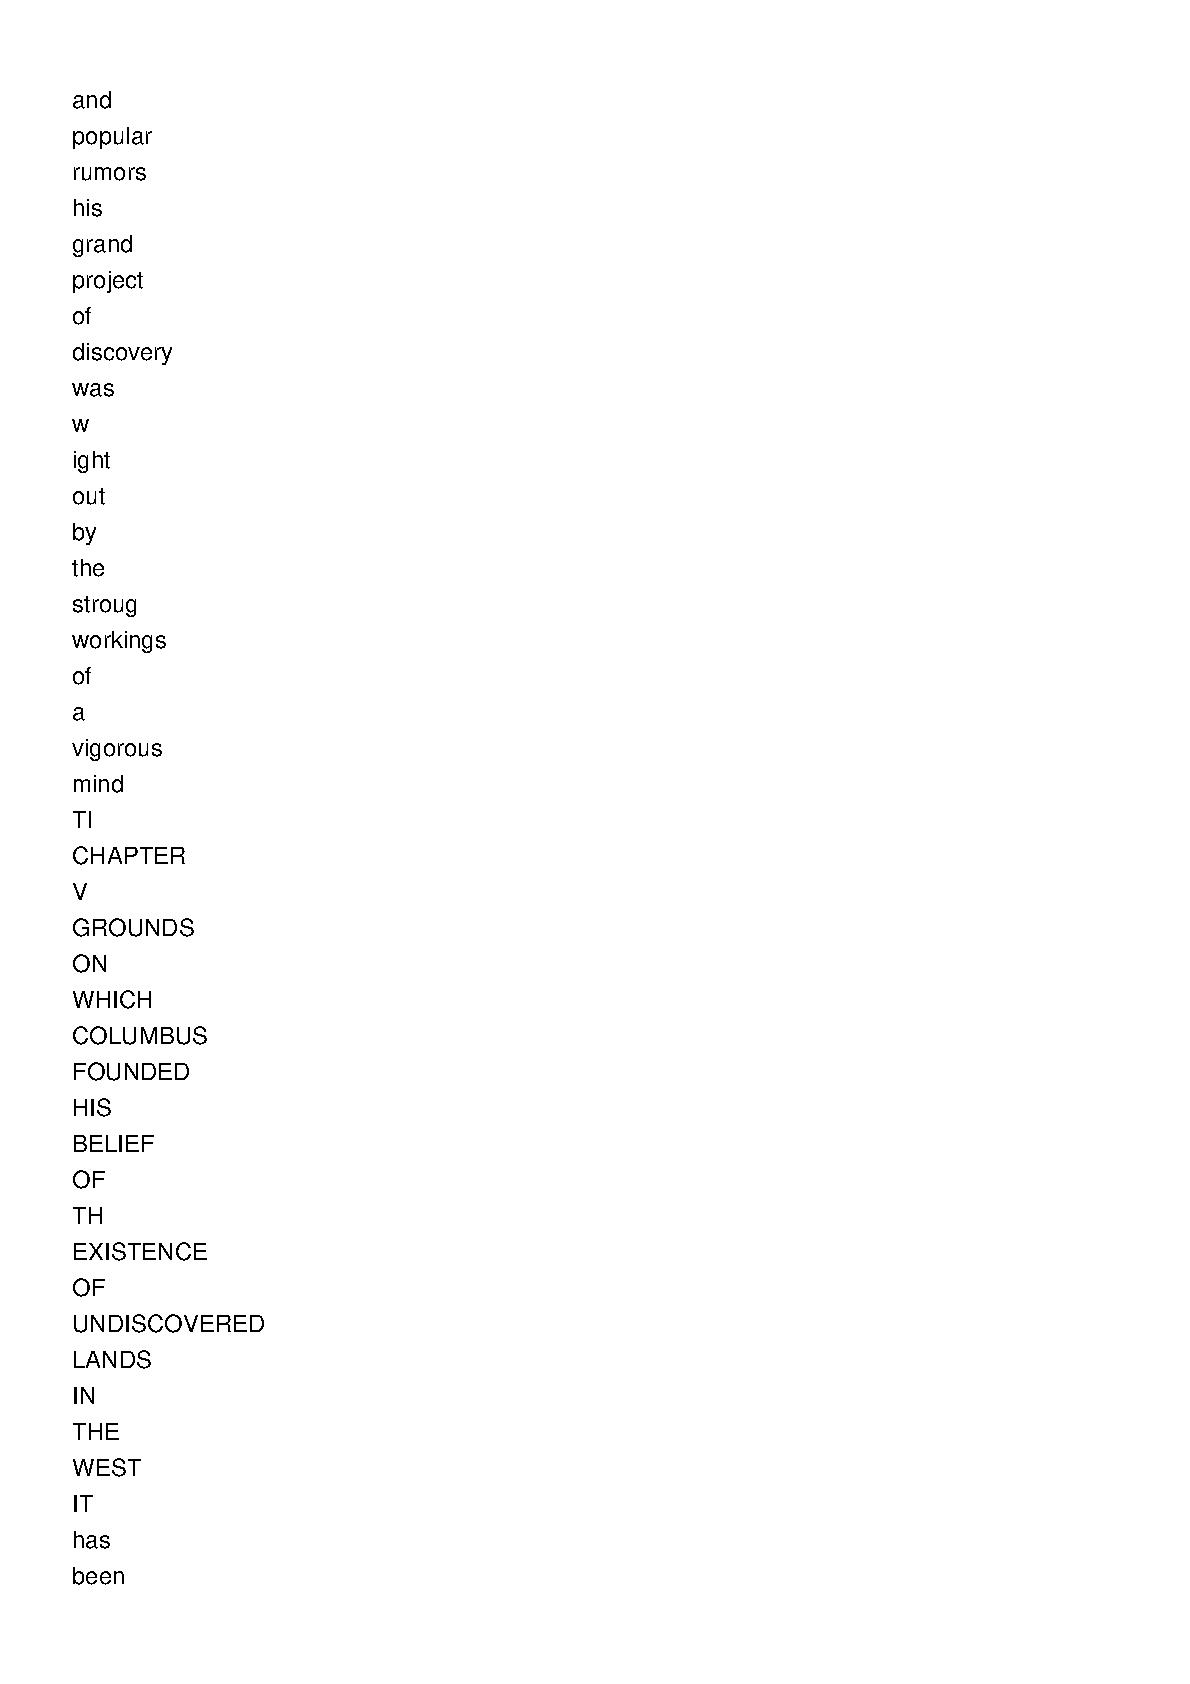 and
popular
rumors
his
grand
project
of
discovery
was
w
ight
out
by
the
stroug
workings
of
a
vigorous
mind
TI
CHAPTER
V
GROUNDS
ON
WHICH
COLUMBUS
FOUNDED
HIS
BELIEF
OF
TH
EXISTENCE
OF
UNDISCOVERED
LANDS
IN
THE
WEST
IT
has
been